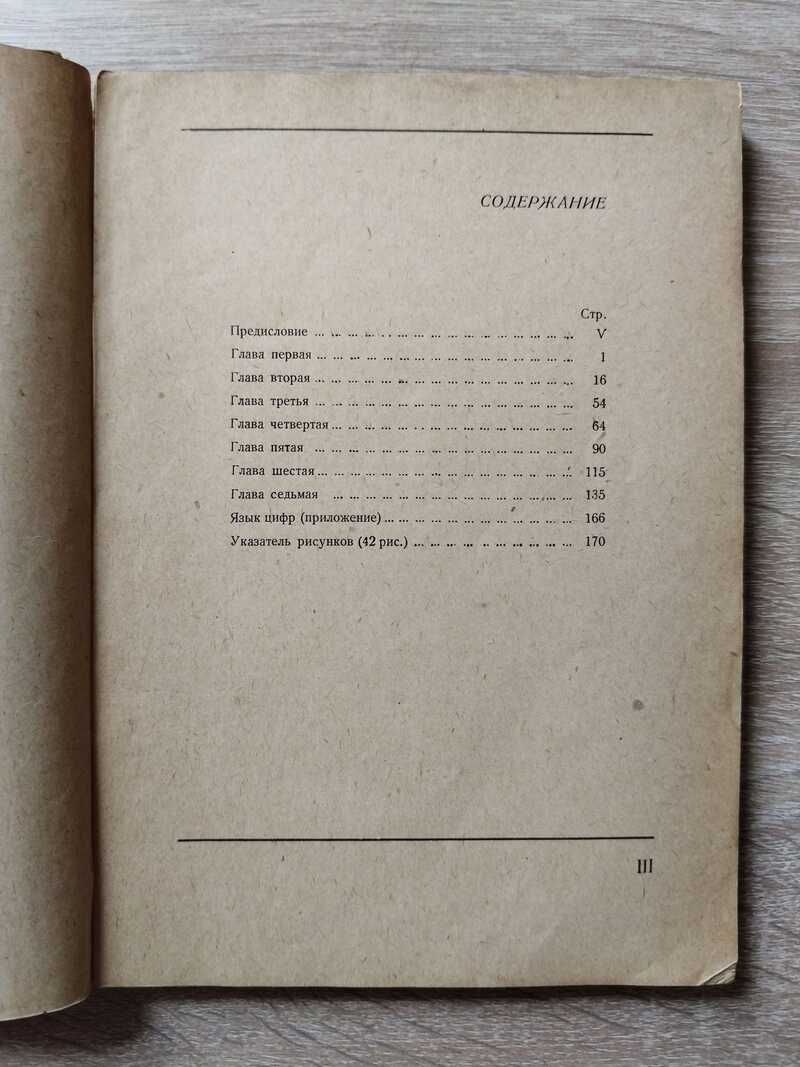 СОДЕРЖАНИЕ
Стр.
Предисловие ... ... ... ... ... ... ... ... ... ... ... ... ... ... ... ... V
Глава первая ... ... ... ... ... ... ... ... ... ... ... ... ... ... ... ... 1
Глава вторая ... ... ... ... ... ... ... ... ... ... ... ... ... ... ... ... 16
Глава третья ... ... ... ... ... ... ... ... ... ... ... ... ... ... ... ... 54
Глава четвертая ... ... ... ... ... ... ... ... ... ... ... ... ... ... ... 64
Глава пятая ... ... ... ... ... ... ... ... ... ... ... ... ... ... ... ... 90
Глава шестая ... ... ... ... ... ... ... ... ... ... ... ... ... ... ... ... 115
Глава седьмая ... ... ... ... ... ... ... ... ... ... ... ... ... ... ... 135
Язык цифр (приложение) ... ... ... ... ... ... ... ... ... ... ... ... 166
Указатель рисунков (42 рис.) ... ... ... ... ... ... ... ... ... ... 170
III